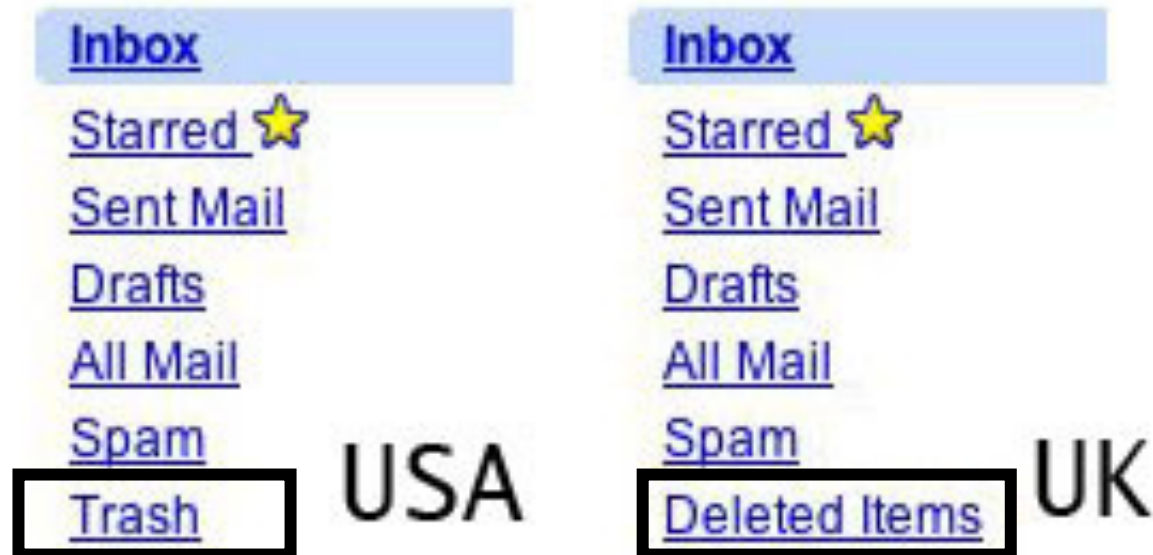 Inbox
Starred
Sent Mail
Drafts
All Mail
Spam
Trash
USA
Inbox
Starred
Sent Mail
Drafts
All Mail
Spam
Deleted Items
UK